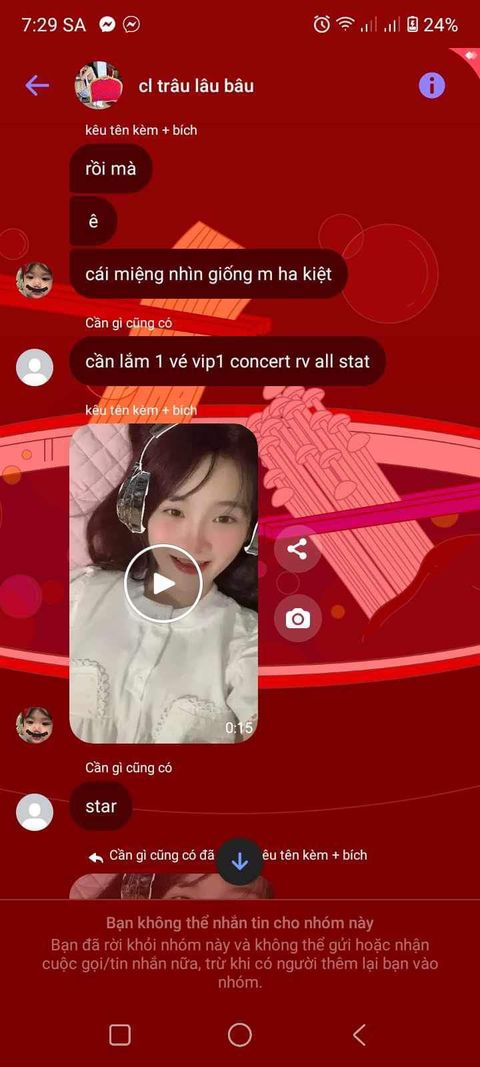 7:29 SA
24%
cl trâu lâu bâu
kêu tên kèm + bích
rồi mà
ê
cái miệng nhìn giống m ha kiệt
Cần gì cũng có
cần lắm 1 vé vip1 concert rv all stat
kêu tên kèm + bích
0:15
Cần gì cũng có
star
Cần gì cũng có đã êu tên kèm + bích
Bạn không thể nhắn tin cho nhóm này
Bạn đã rời khỏi nhóm này và không thể gửi hoặc nhận
cuộc gọi/tin nhắn nữa, trừ khi có người thêm lại bạn vào
nhóm.